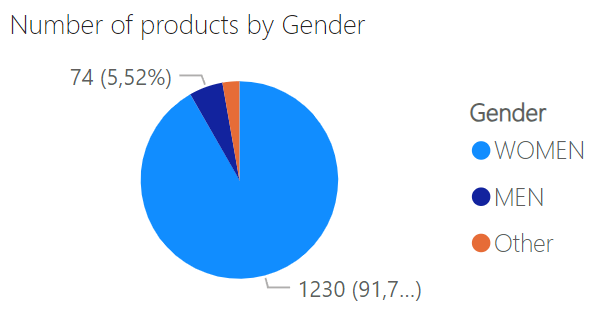 Number of products by Gender
74 (5,52%)
Gender
WOMEN
MEN
Other
1230 (91,7...)